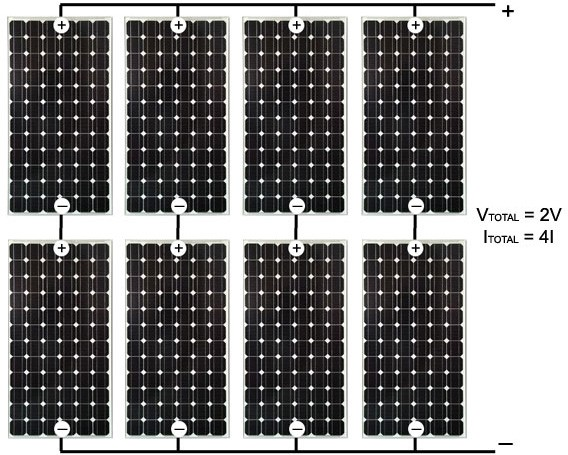 +
+ + + +
− − − −
VTOTAL = 2V
ITOTAL = 4I
+ + + +
− − − −
−